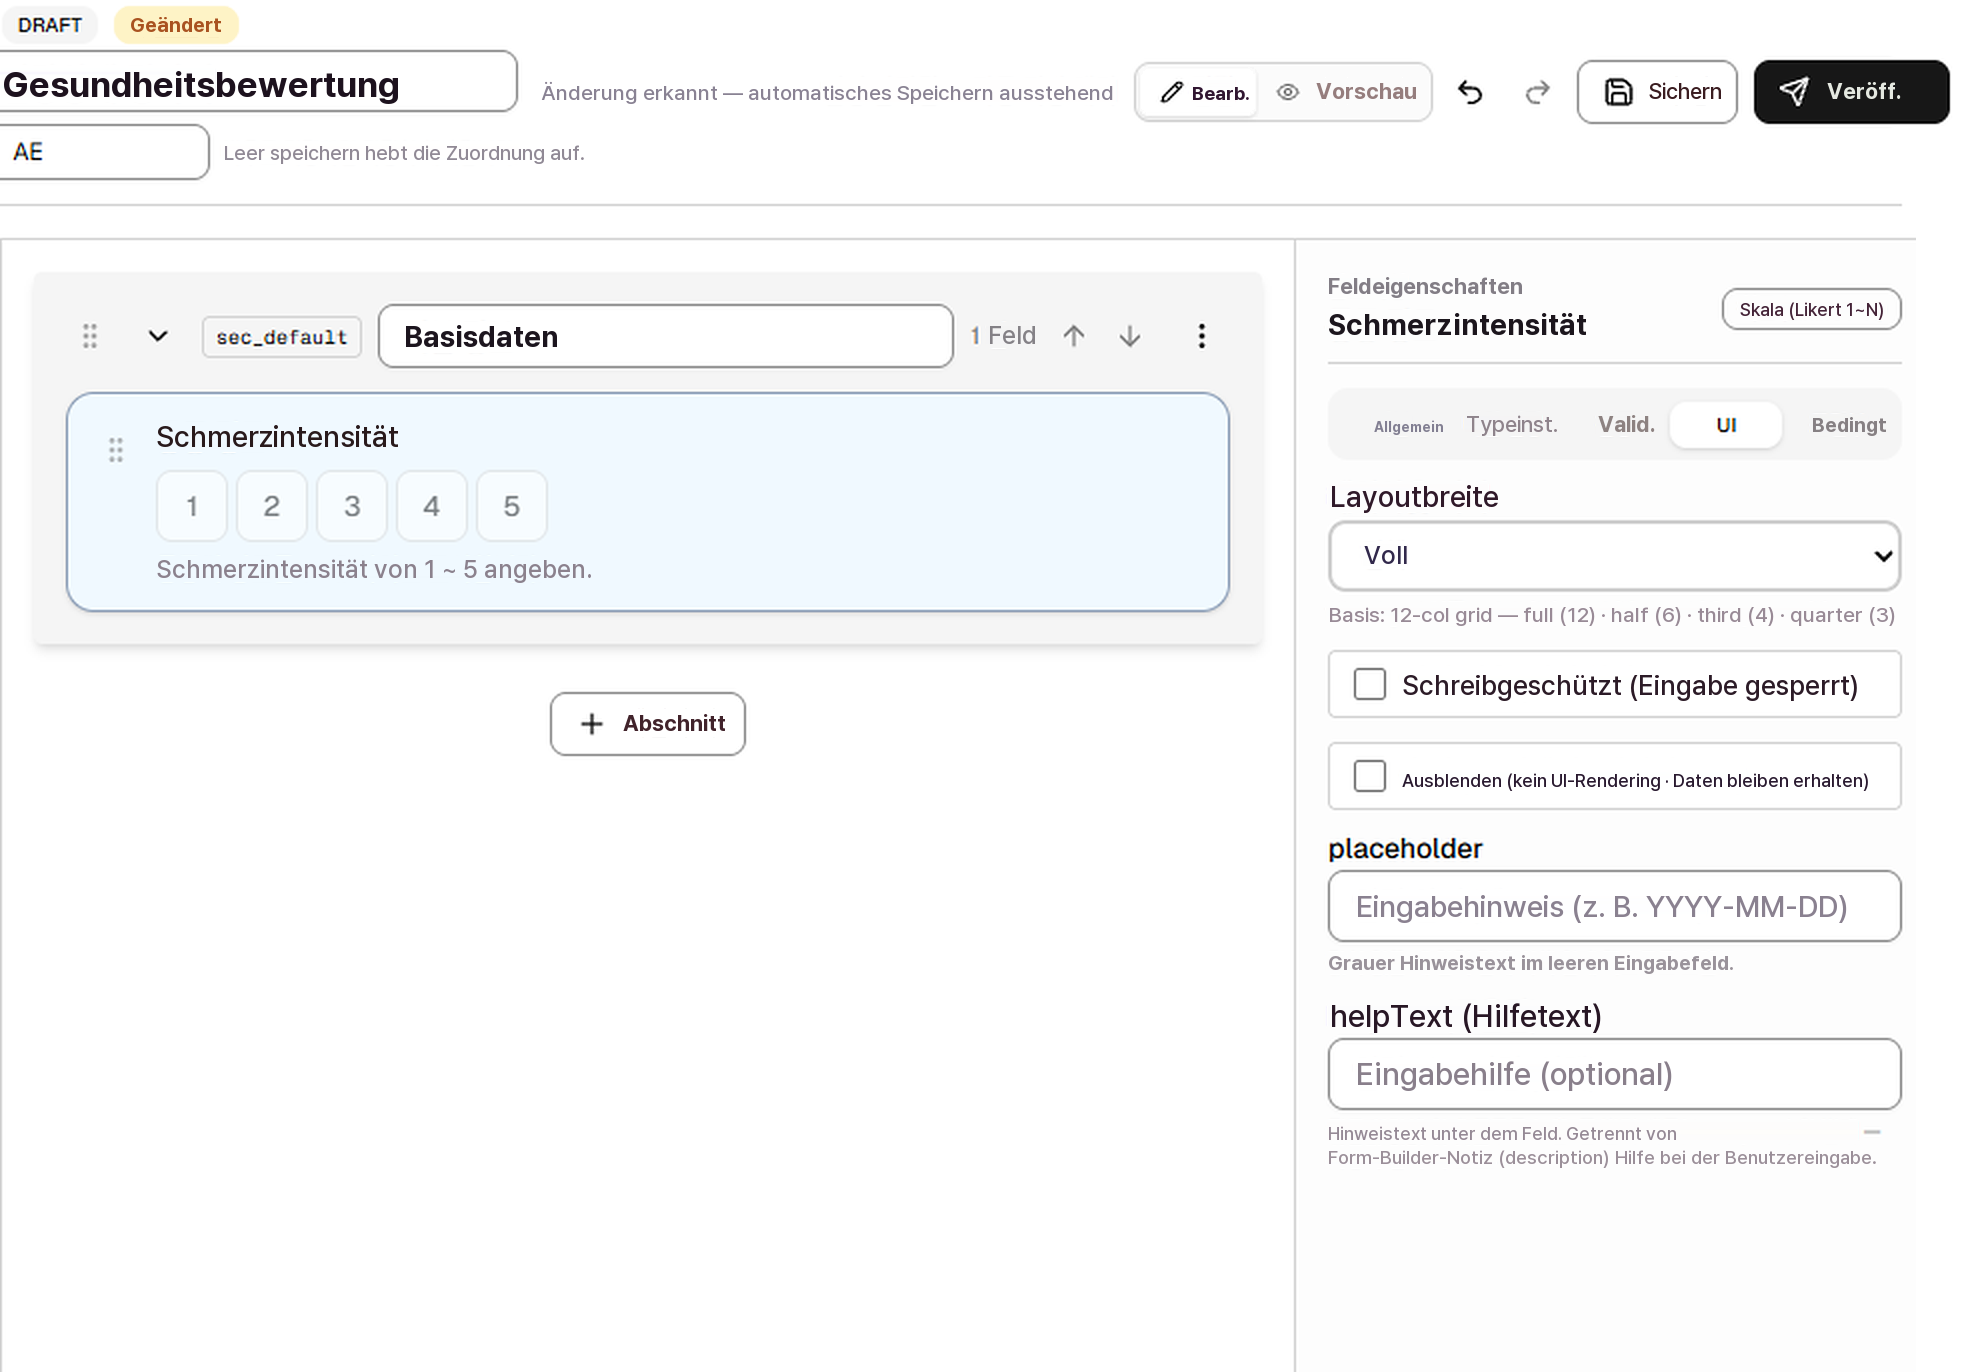 DRAFT Geändert
Gesundheitsbewertung
Änderung erkannt — automatisches Speichern ausstehend
Bearb.
Vorschau
Sichern
Veröff.
AE
Leer speichern hebt die Zuordnung auf.
sec_default
Basisdaten
1 Feld
Schmerzintensität
1 2 3 4 5
Schmerzintensität von 1 ~ 5 angeben.
Abschnitt
Feldeigenschaften
Schmerzintensität
Skala (Likert 1~N)
Allgemein Typeinst. Valid. UI Bedingt
Layoutbreite
Voll
Basis: 12-col grid — full (12) · half (6) · third (4) · quarter (3)
Schreibgeschützt (Eingabe gesperrt)
Ausblenden (kein UI-Rendering · Daten bleiben erhalten)
placeholder
Eingabehinweis (z. B. YYYY-MM-DD)
Grauer Hinweistext im leeren Eingabefeld.
helpText (Hilfetext)
Eingabehilfe (optional)
Hinweistext unter dem Feld. Getrennt von —
Form-Builder-Notiz (description) Hilfe bei der Benutzereingabe.